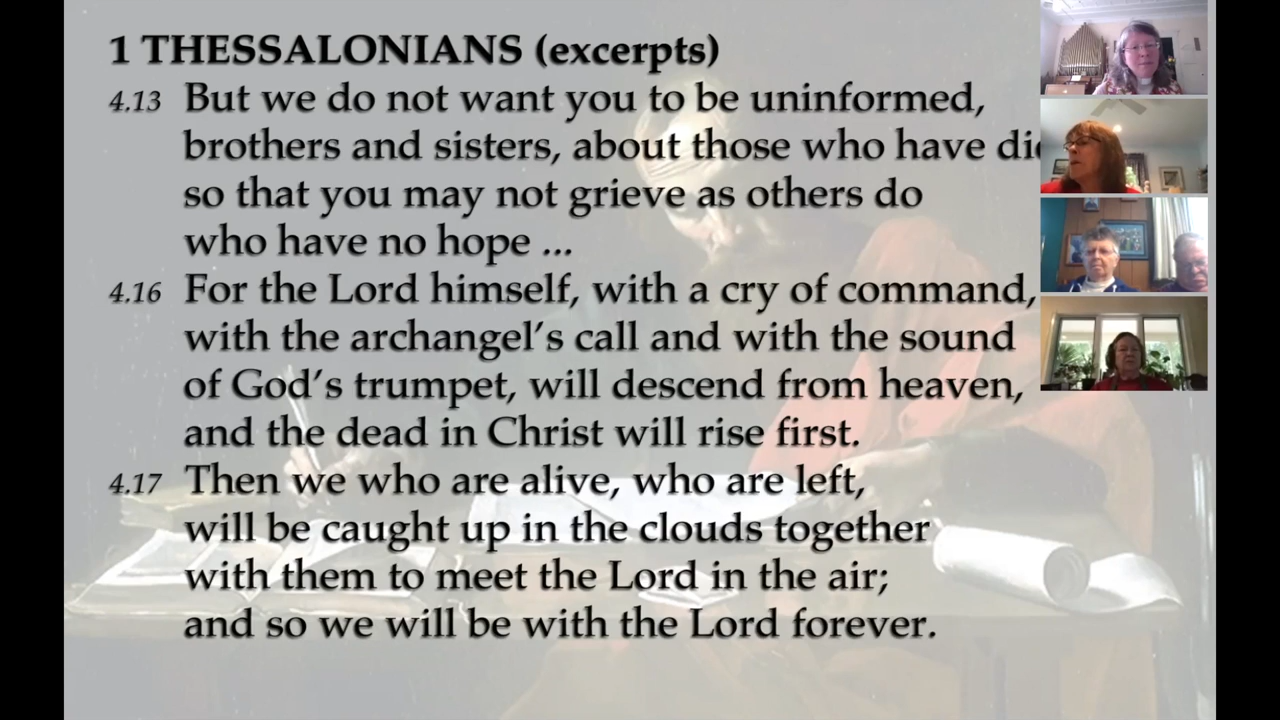 1 THESSALONIANS (excerpts)
4.13 But we do not want you to be uninformed,
brothers and sisters, about those who have
so that you may not grieve as others do
who have no hope ...
4.16 For the Lord himself, with a cry of command,
with the archangel's call and with the sound
of God's trumpet, will descend from heaven,
and the dead in Christ will rise first.
4.17 Then we who are alive, who are left,
will be caught up in the clouds together
with them to meet the Lord in the air;
and so we will be with the Lord forever.